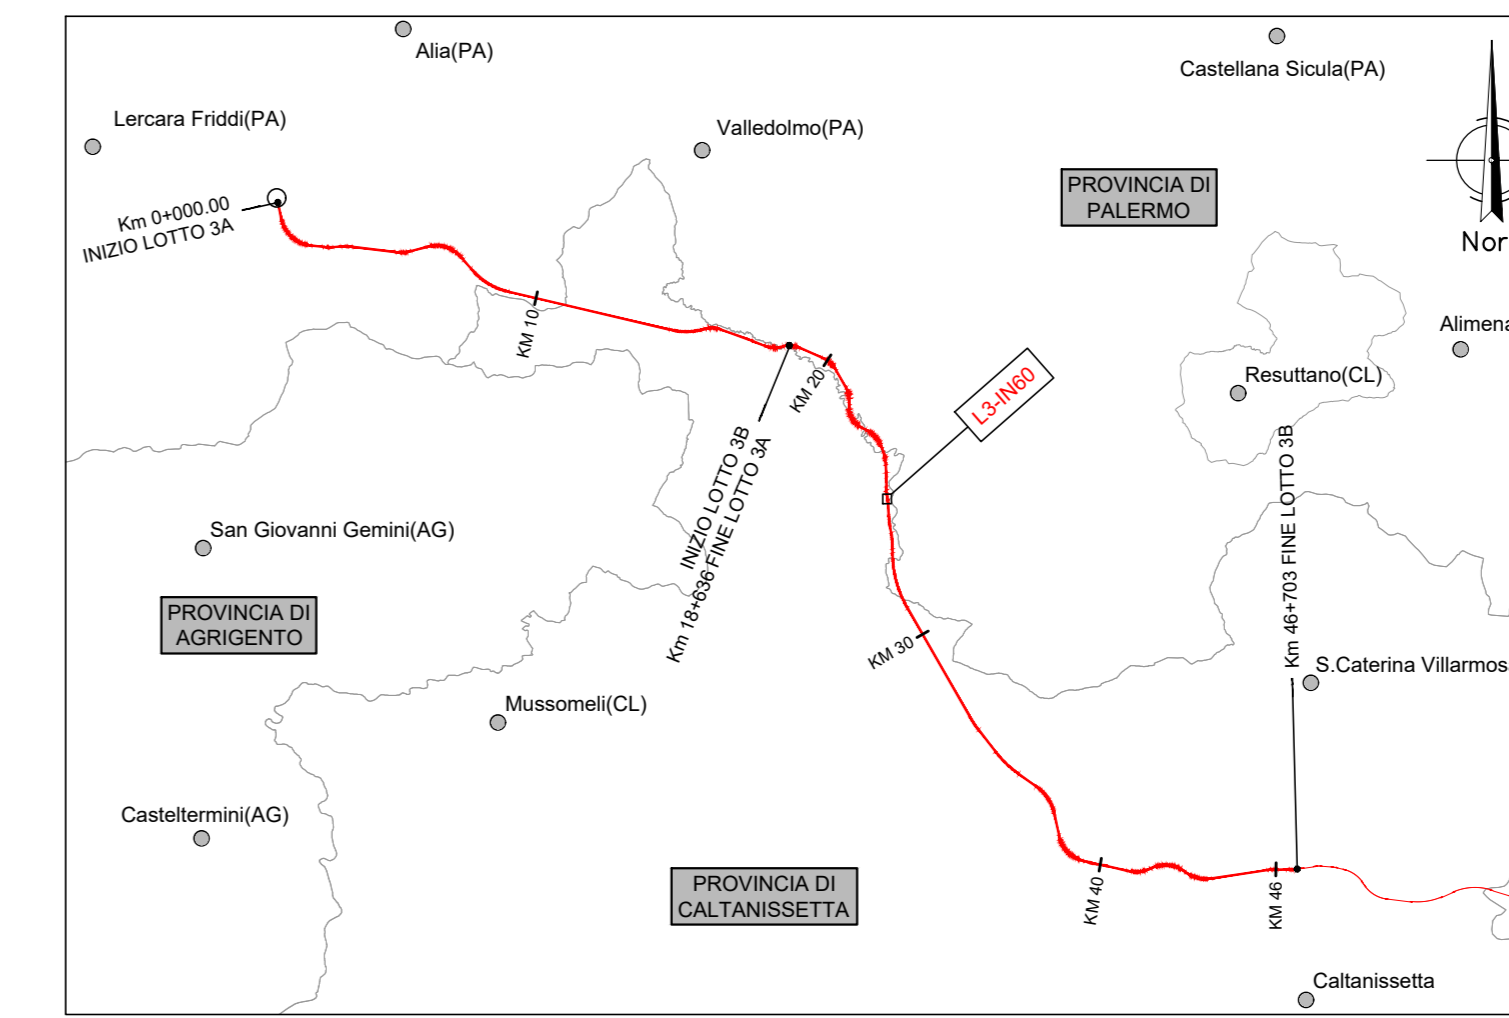 Alia(PA)
Castellana Sicula(PA)
Lercara Friddi(PA)
Valledolmo(PA)
PROVINCIA DI
PALERMO
Km 0+000.00
INIZIO LOTTO 3A
Nor
KM 10
Alimena
KM 20
L3-IN60
Resuttano(CL)
INIZIO LOTTO 3B
Km 18+636 FINE LOTTO 3A
Km 46+703 FINE LOTTO 3B
San Giovanni Gemini(AG)
PROVINCIA DI
AGRIGENTO
KM 30
S.Caterina Villarmos
Mussomeli(CL)
Casteltermini(AG)
PROVINCIA DI
CALTANISSETTA
KM 40
KM 46
Caltanissetta